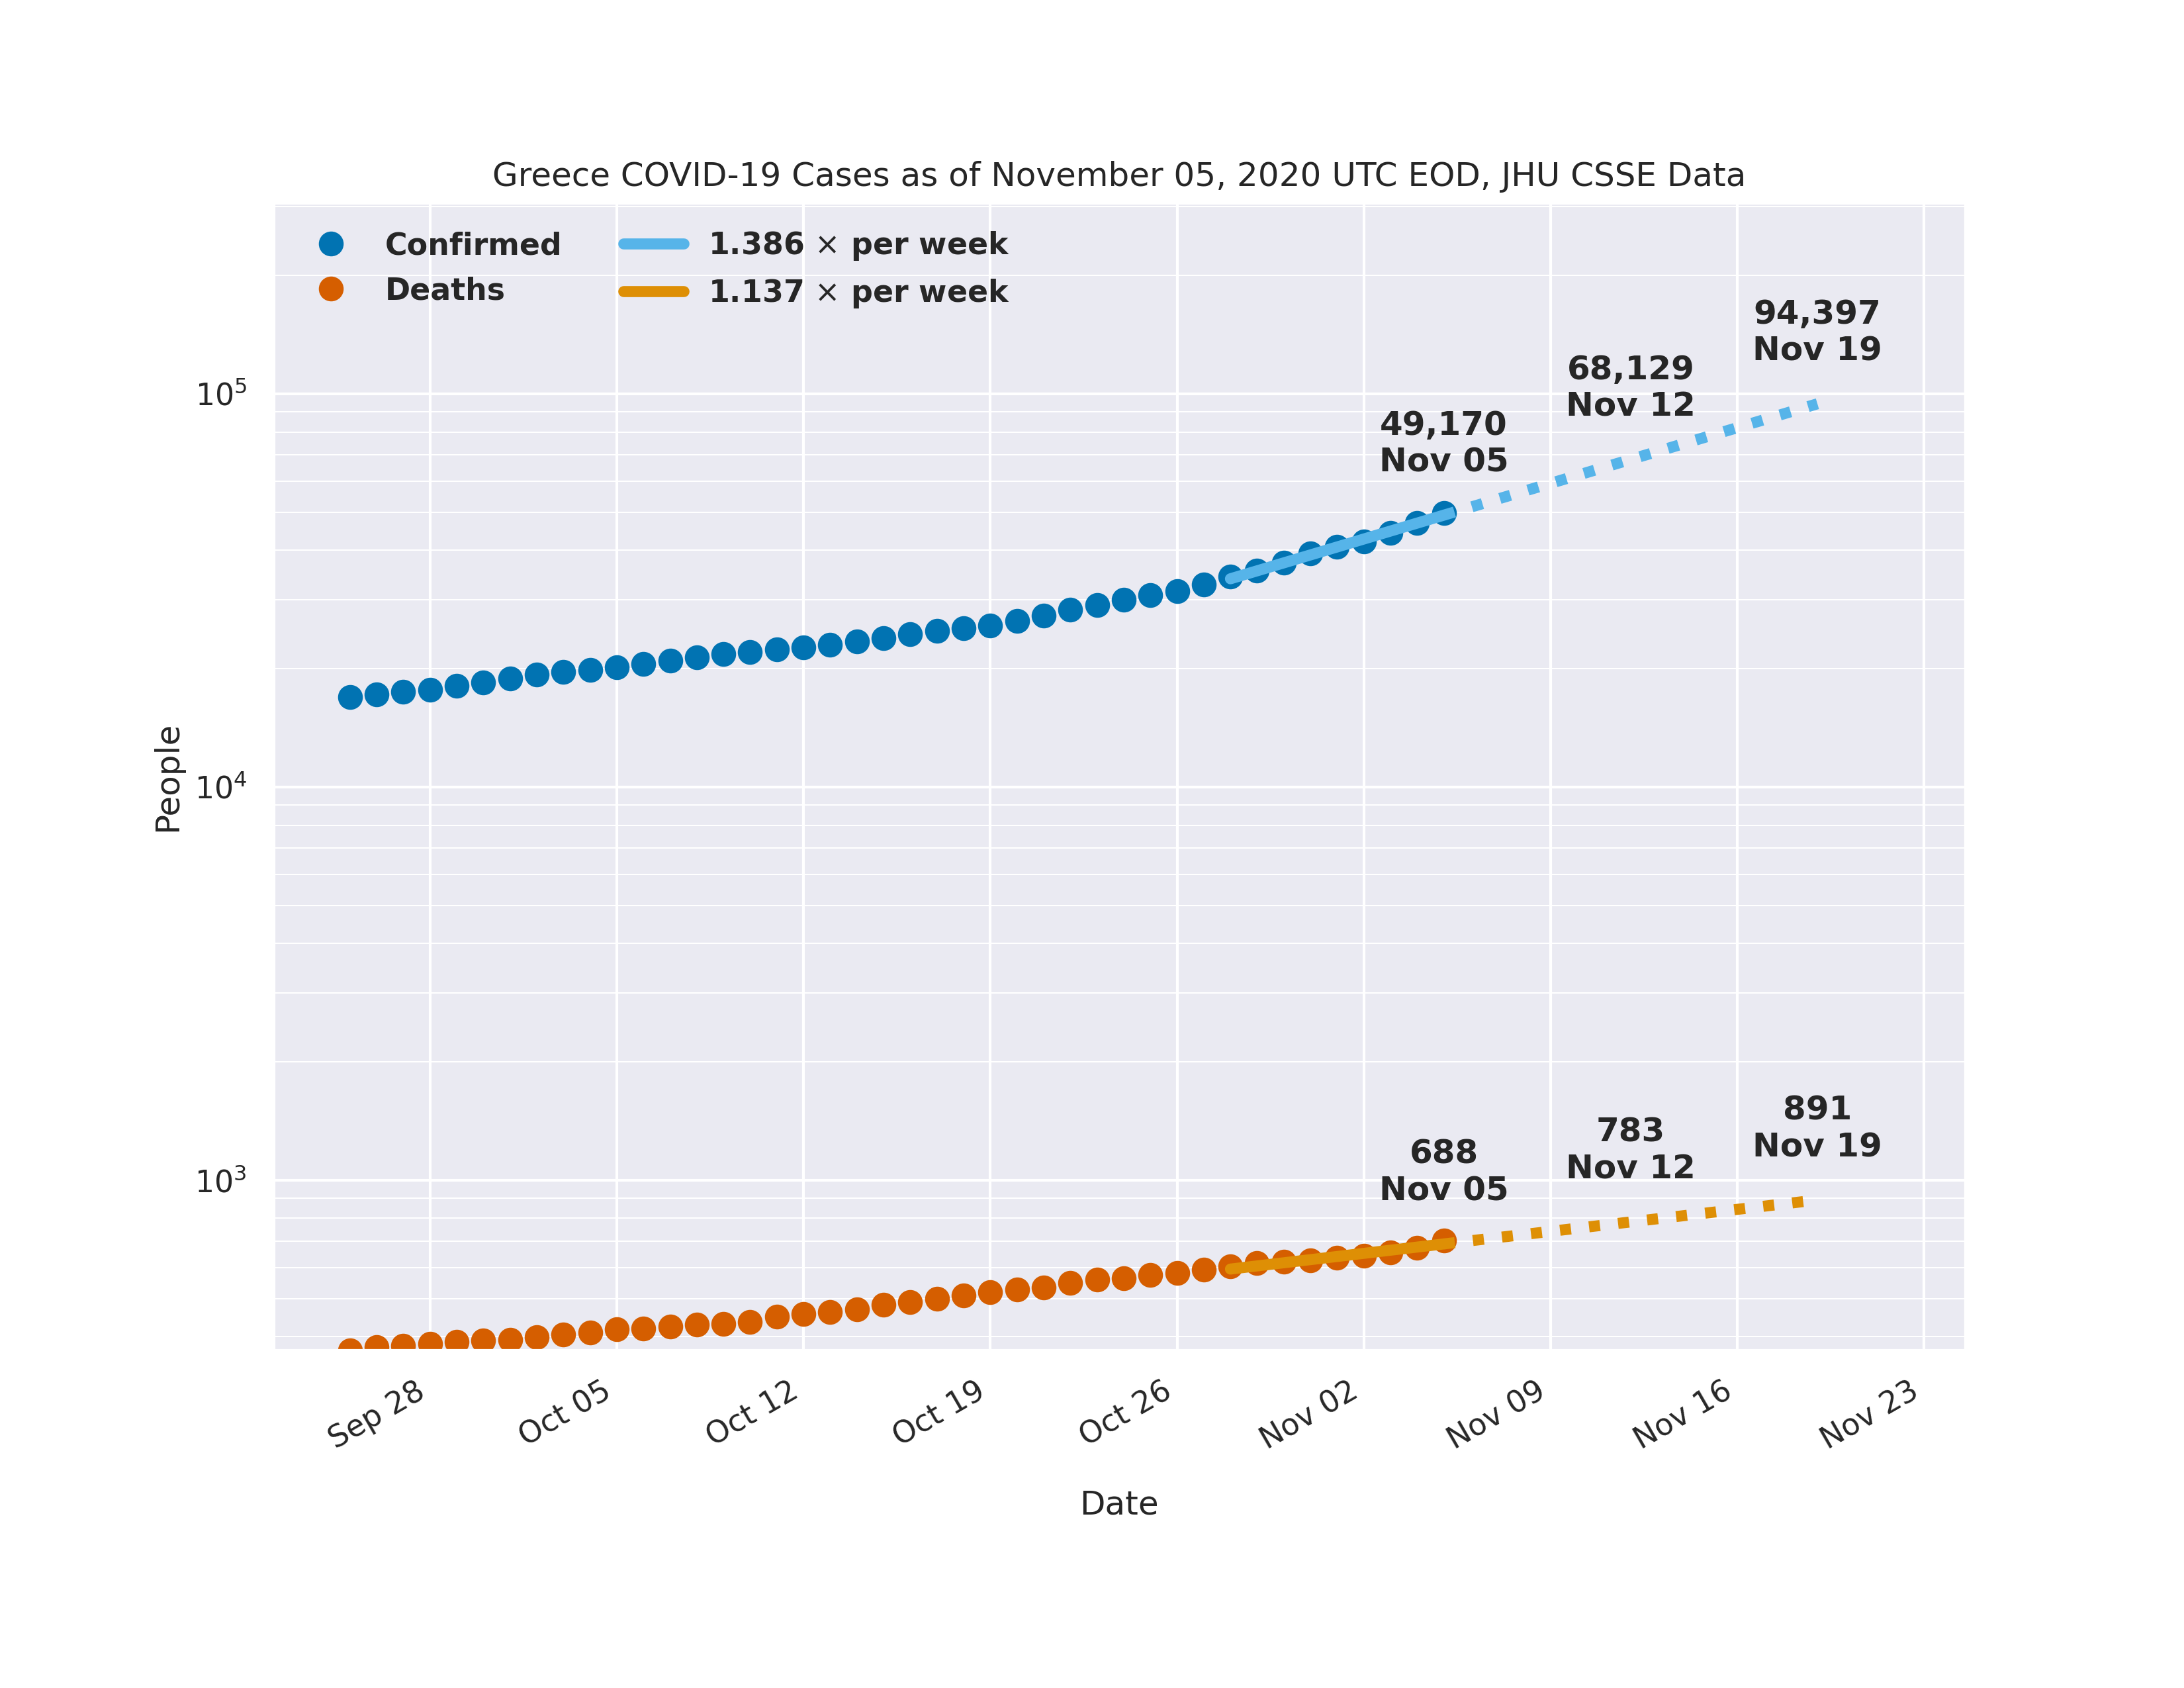 Greece COVID-19 Cases as of November 05, 2020 UTC EOD, JHU CSSE Data
Confirmed
Deaths
1.386 × per week
1.137 × per week
94,397
Nov 19
68,129
Nov 12
49,170
Nov 05
10⁵
10⁴
10³
People
891
Nov 19
783
Nov 12
688
Nov 05
Sep 28
Oct 05
Oct 12
Oct 19
Oct 26
Nov 02
Nov 09
Nov 16
Nov 23
Date